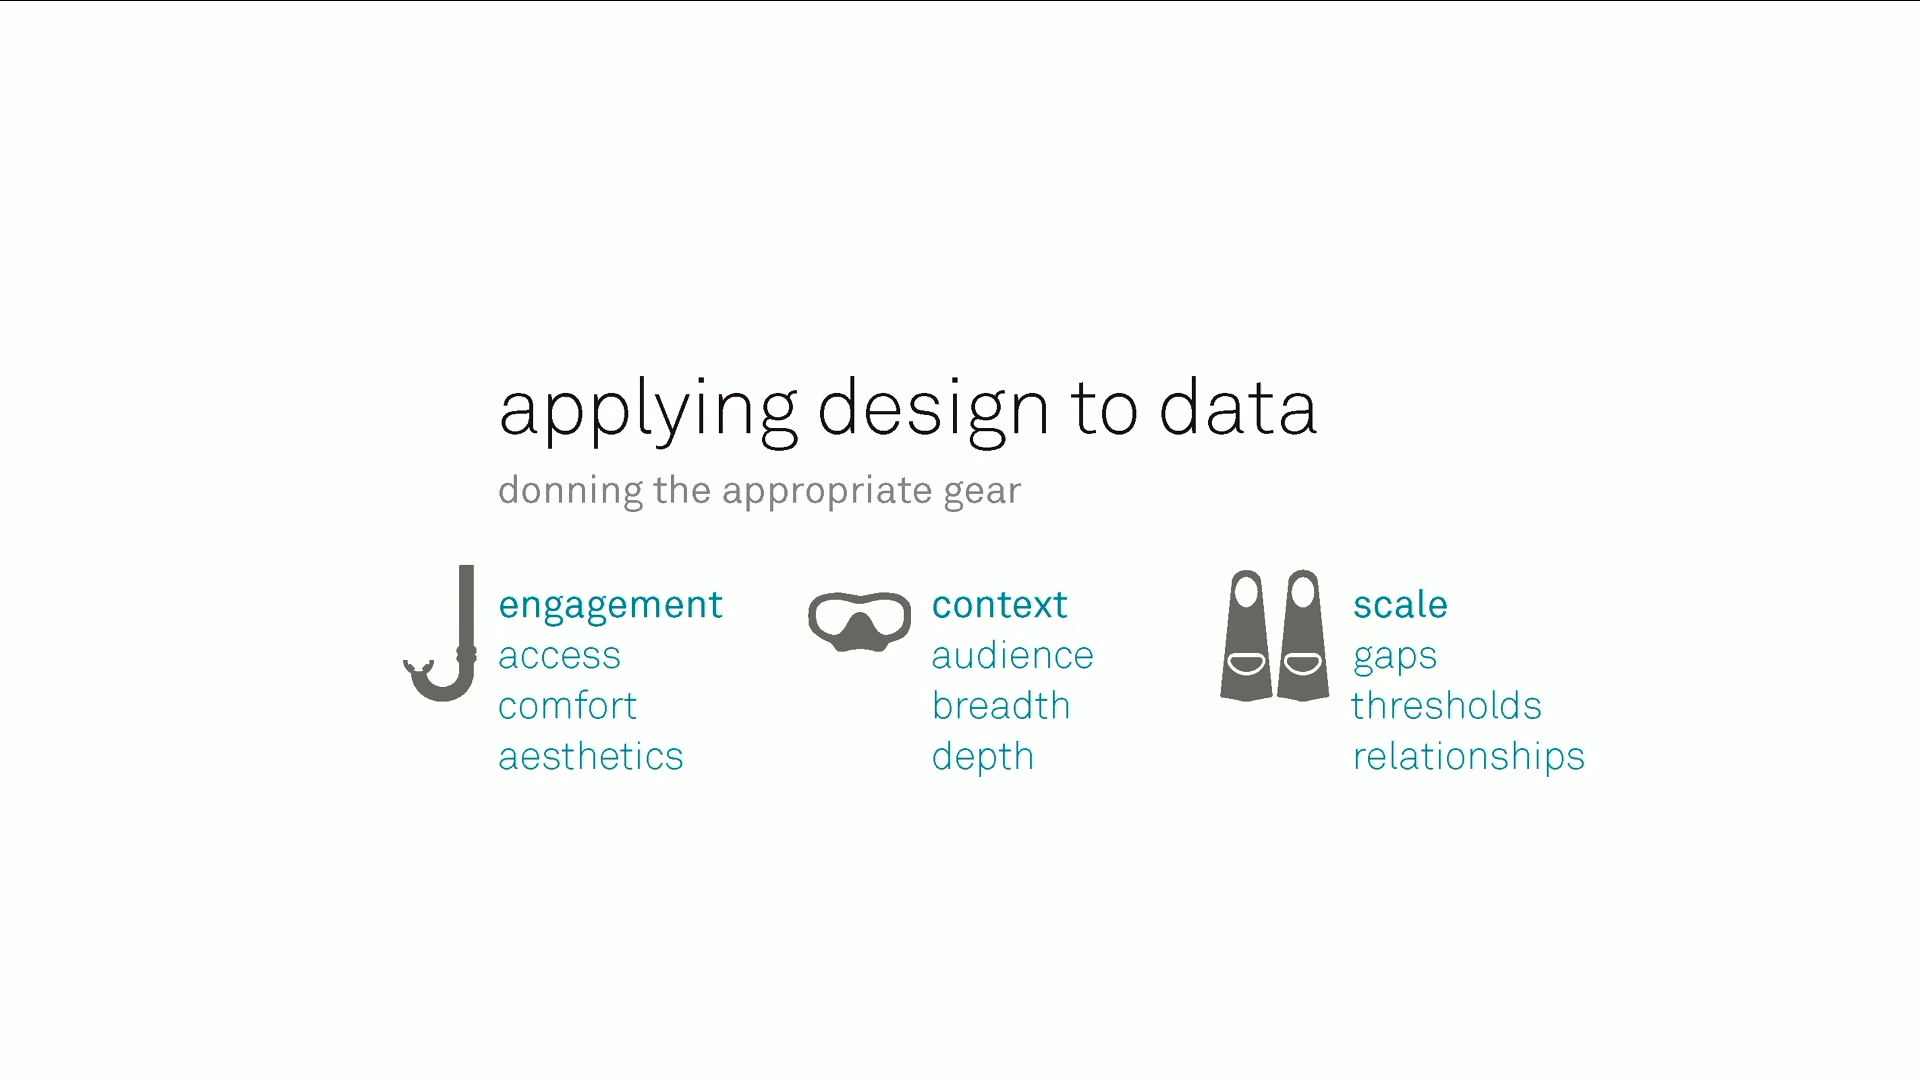 applying design to data
donning the appropriate gear
engagement
access
comfort
aesthetics
context
audience
breadth
depth
scale
gaps
thresholds
relationships